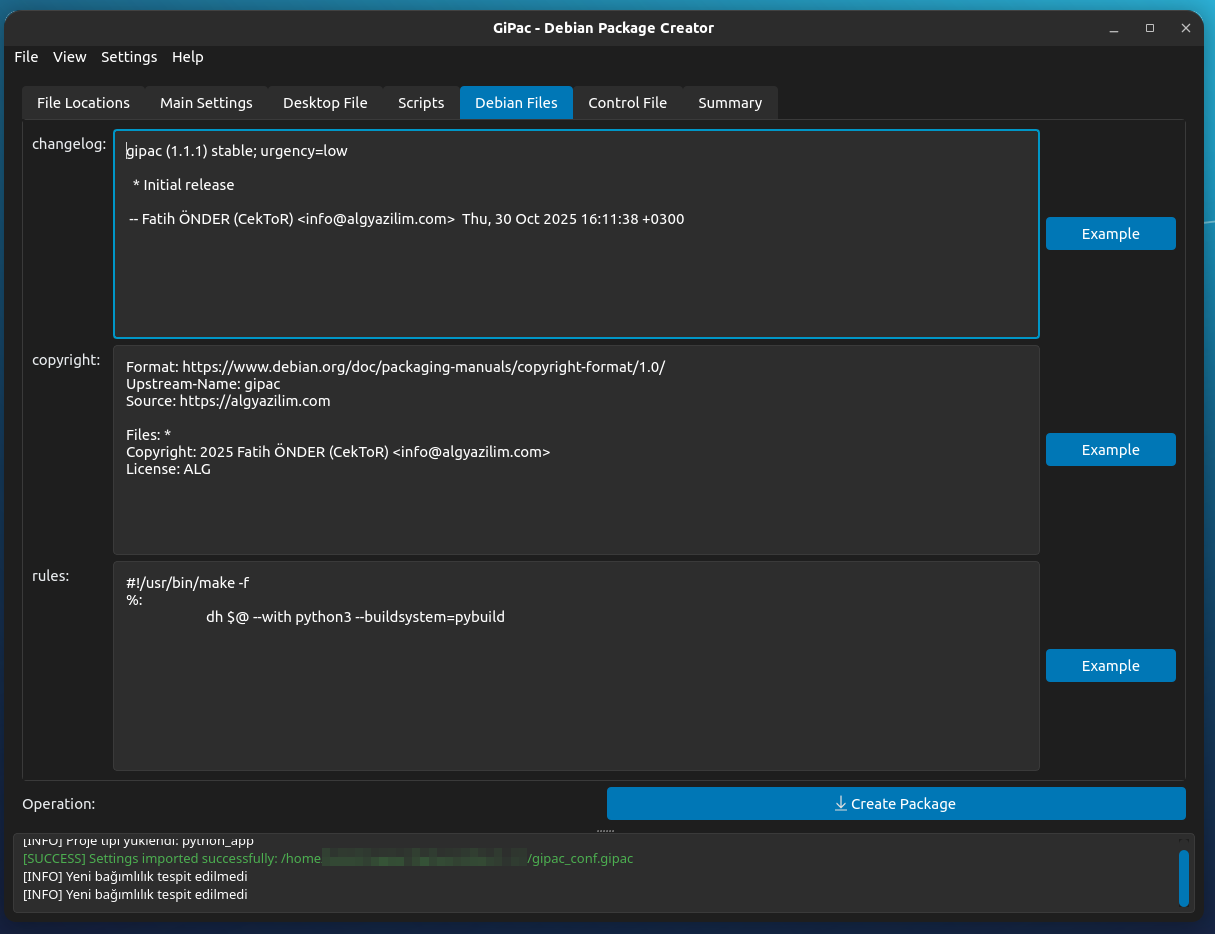 GiPac - Debian Package Creator
File View Settings Help
File Locations Main Settings Desktop File Scripts Debian Files Control File Summary
changelog:
gipac (1.1.1) stable; urgency=low
* Initial release
-- Fatih ÖNDER (CekToR) <info@algyazilim.com>  Thu, 30 Oct 2025 16:11:38 +0300
Example
copyright:
Format: https://www.debian.org/doc/packaging-manuals/copyright-format/1.0/
Upstream-Name: gipac
Source: https://algyazilim.com
Files: *
Copyright: 2025 Fatih ÖNDER (CekToR) <info@algyazilim.com>
License: ALG
Example
rules:
#!/usr/bin/make -f
%:
dh $@ --with python3 --buildsystem=pybuild
Example
Operation:
Create Package
[INFO] Proje tipi yüklendi: python_app
[SUCCESS] Settings imported successfully: /home /gipac_conf.gipac
[INFO] Yeni bağımlılık tespit edilmedi
[INFO] Yeni bağımlılık tespit edilmedi